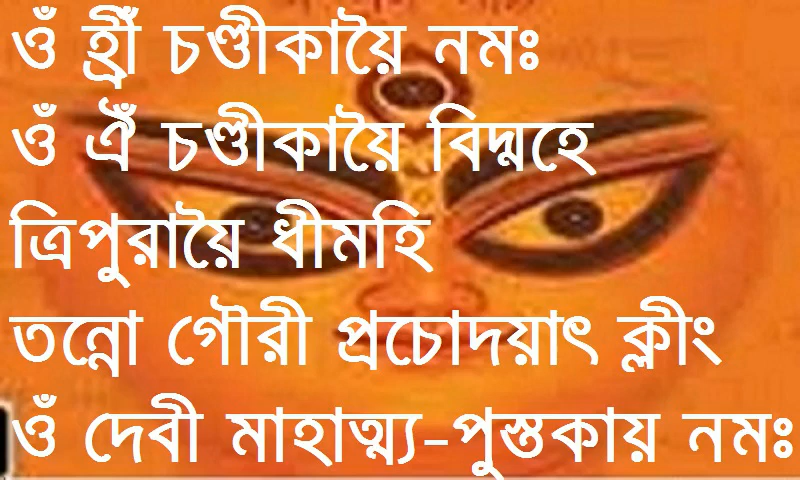 ওঁ হ্রীঁ চণ্ডীকায়ৈ নমঃ
ওঁ ঐঁ চণ্ডীকায়ৈ বিদ্মহে
ত্রিপুরায়ৈ ধীমহি
তন্নো গৌরী প্রচোদয়াৎ ক্লীং
ওঁ দেবী মাহাত্ম্য-পুস্তকায় নমঃ